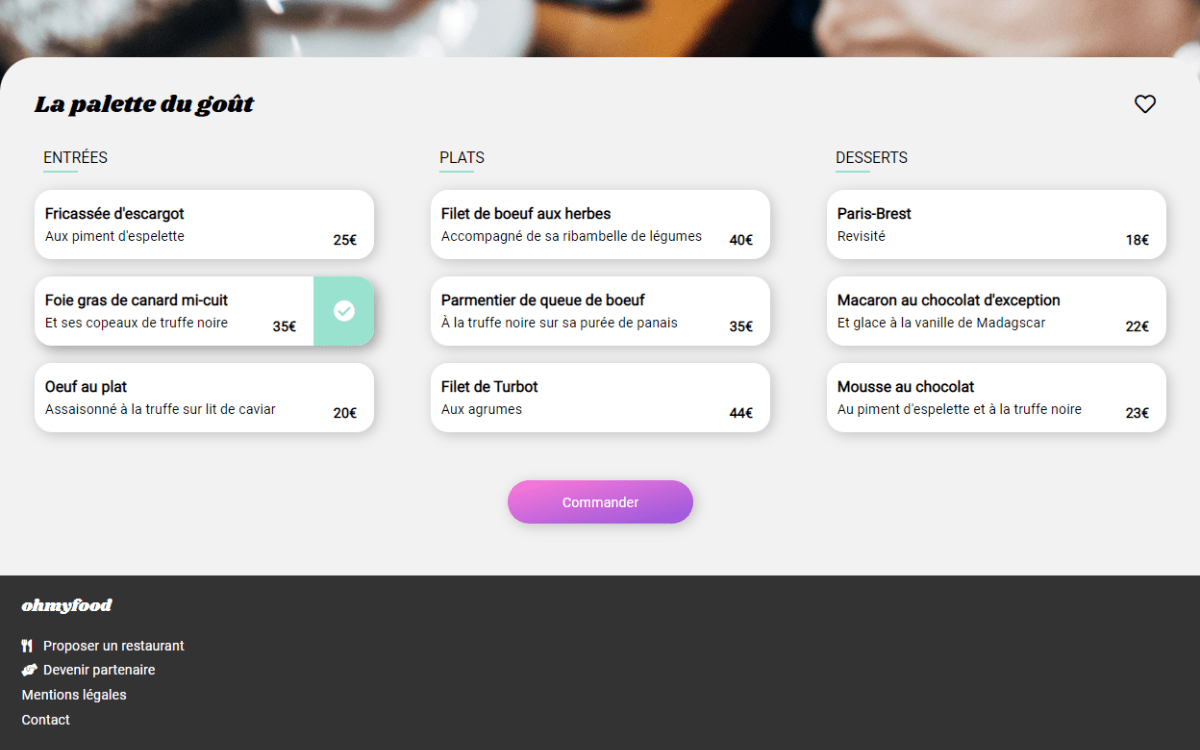 La palette du goût
ENTRÉES
Fricassée d'escargot
Aux piment d'espelette
25€
Foie gras de canard mi-cuit
Et ses copeaux de truffe noire
35€
Oeuf au plat
Assaisonné à la truffe sur lit de caviar
20€
PLATS
Filet de boeuf aux herbes
Accompagné de sa ribambelle de légumes
40€
Parmentier de queue de boeuf
À la truffe noire sur sa purée de panais
35€
Filet de Turbot
Aux agrumes
44€
DESSERTS
Paris-Brest
Revisité
18€
Macaron au chocolat d'exception
Et glace à la vanille de Madagscar
22€
Mousse au chocolat
Au piment d'espelette et à la truffe noire
23€
Commander
ohmyfood
Proposer un restaurant
Devenir partenaire
Mentions légales
Contact